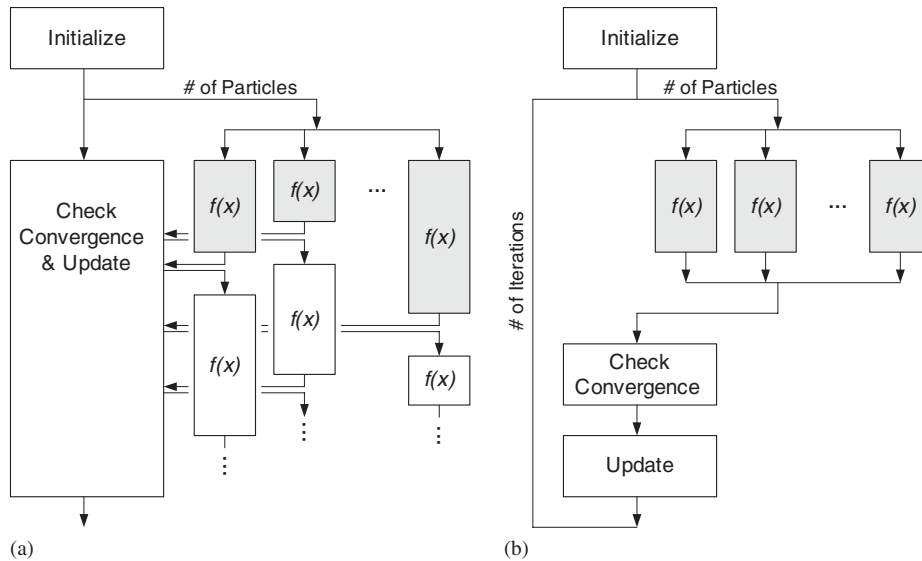 Initialize
# of Particles
f(x)
f(x)
...
f(x)
Check
Convergence
& Update
f(x)
f(x)
f(x)
...
...
...
(a)
Initialize
# of Particles
# of Iterations
f(x)
f(x)
...
f(x)
Check
Convergence
Update
(b)